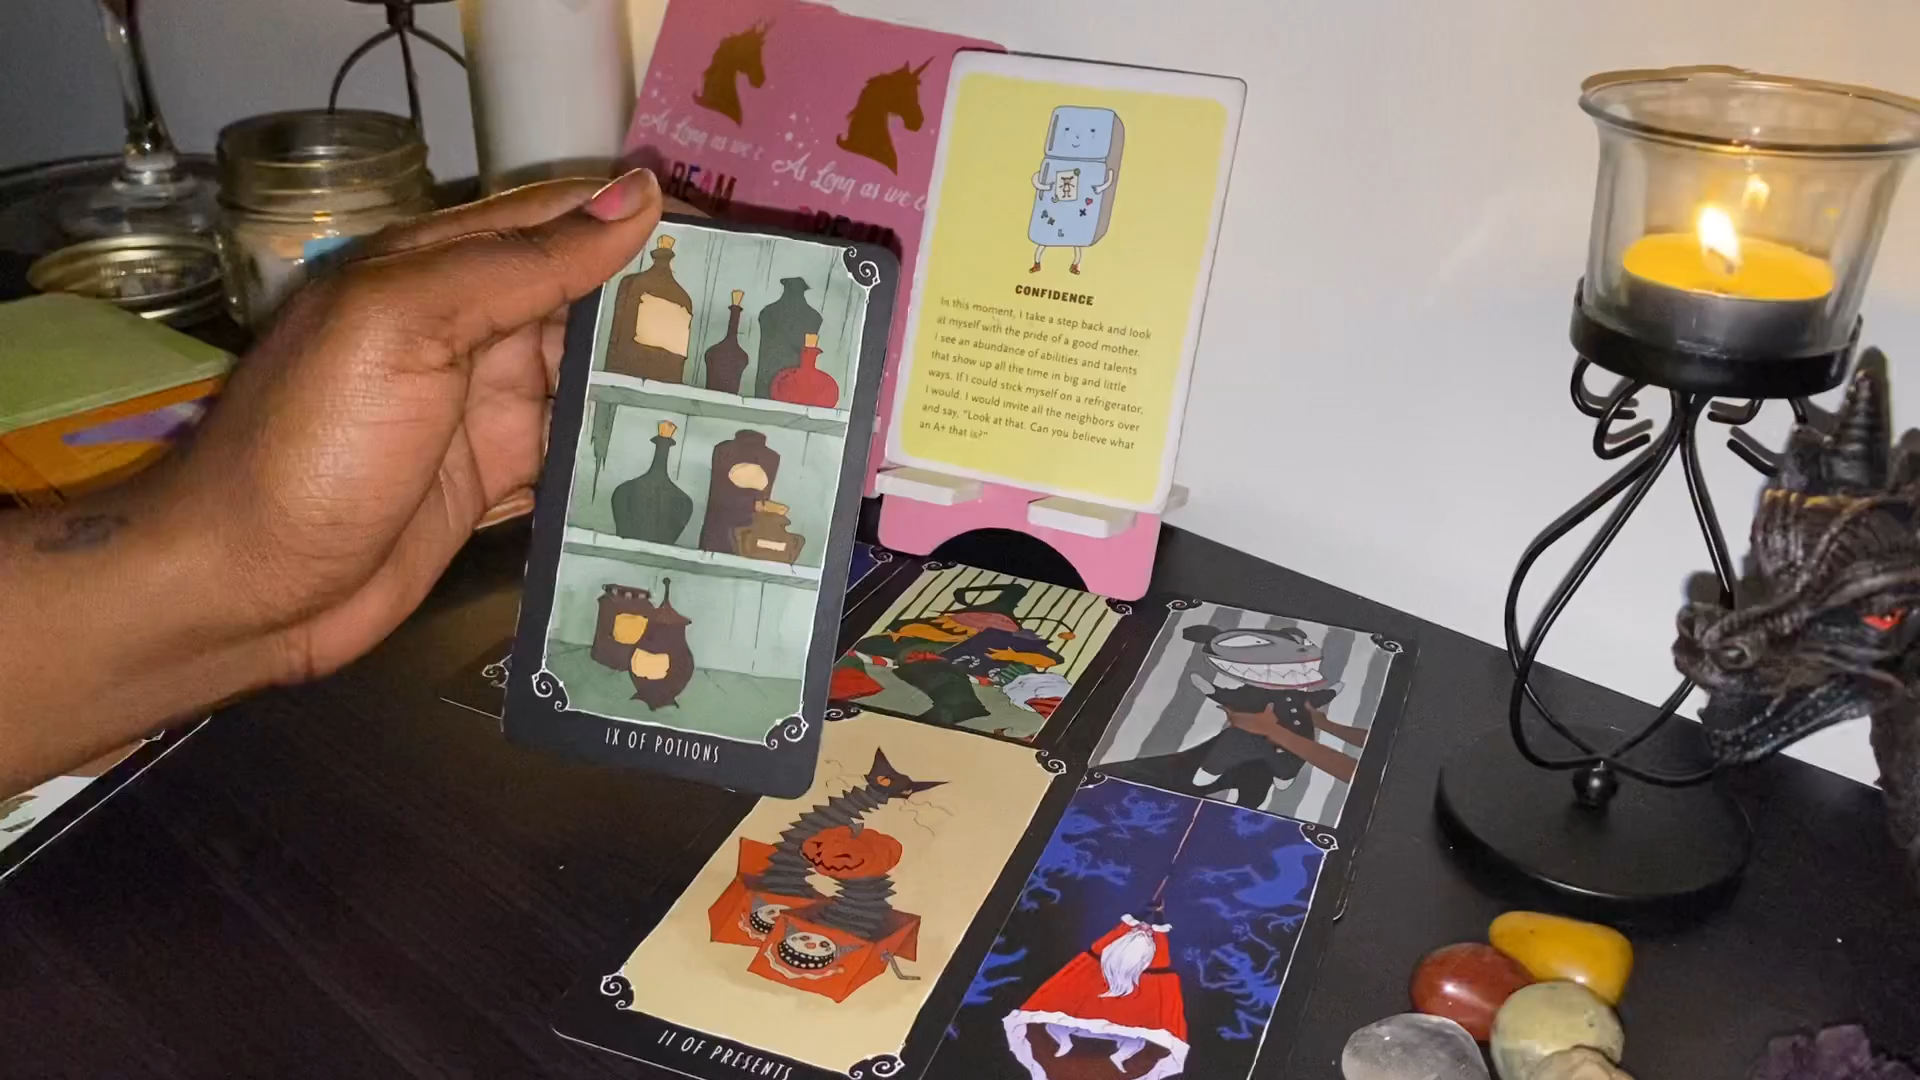 As Long as we c
As Long as we c
REAM
DREAM
CONFIDENCE
In this moment, I take a step back and look
at myself with the pride of a good mother.
I see an abundance of abilities and talents
that show up all the time in big and little
ways. If I could stick myself on a refrigerator,
I would. I would invite all the neighbors over
and say, "Look at that. Can you believe what
an A+ that is?"
IX OF POTIONS
II OF PRESENTS